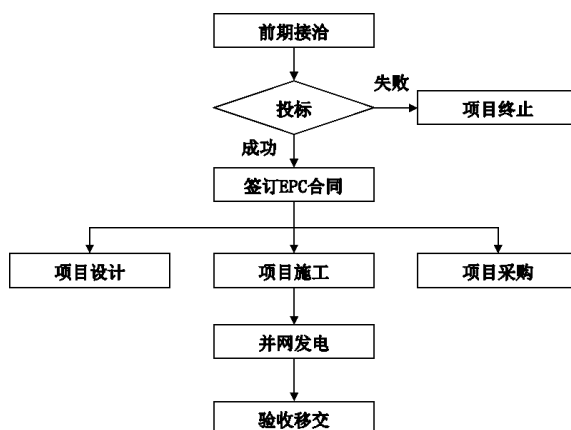 前期接洽
失败
投标
项目终止
成功
签订EPC合同
项目设计
项目施工
项目采购
并网发电
验收移交